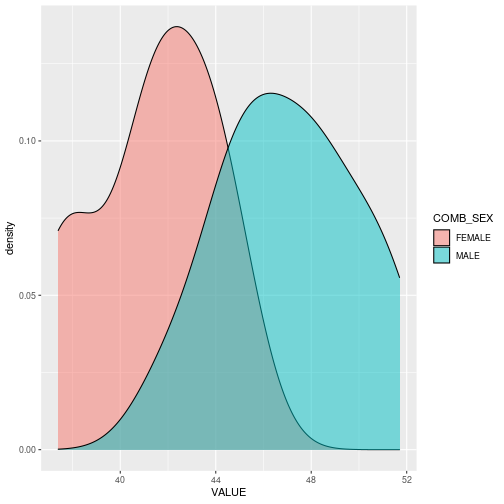 density
0.10
0.05
0.00
40
44
48
52
VALUE
COMB_SEX
FEMALE
MALE